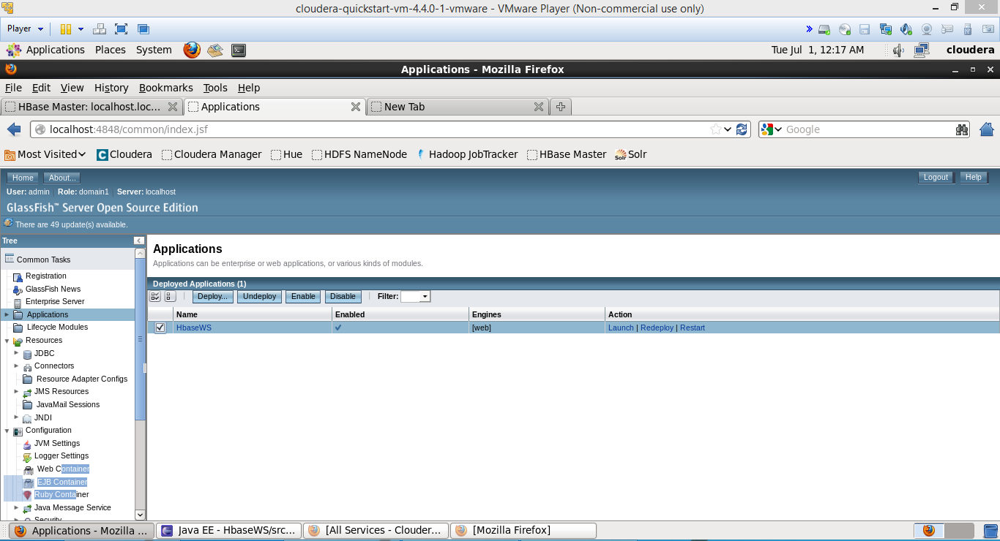 cloudera-quickstart-vm-4.4.0-1-vmware - VMware Player (Non-commercial use only)
Player
Applications Places System Tue Jul 1, 12:17 AM cloudera
Applications - Mozilla Firefox
File Edit View History Bookmarks Tools Help
HBase Master: localhost.loc... Applications New Tab
localhost:4848/common/index.jsf Google
Most Visited Cloudera Cloudera Manager Hue HDFS NameNode Hadoop JobTracker HBase Master Solr Solr
Home About... Logout Help
User: admin Role: domain1 Server: localhost
GlassFish™ Server Open Source Edition
There are 49 update(s) available.
Tree
Common Tasks
Registration
GlassFish News
Enterprise Server
Applications
Lifecycle Modules
Resources
JDBC
Connectors
Resource Adapter Configs
JMS Resources
JavaMail Sessions
JNDI
Configuration
JVM Settings
Logger Settings
Web Container
EJB Container
Ruby Container
Java Message Service
Security
Applications
Applications can be enterprise or web applications, or various kinds of modules.
Deployed Applications (1)
Deploy... Undeploy Enable Disable Filter:
Name Enabled Engines Action
HbaseWS [web] Launch | Redeploy | Restart
Applications - Mozilla ... Java EE - HbaseWS/src... [All Services - Clouder... [Mozilla Firefox]